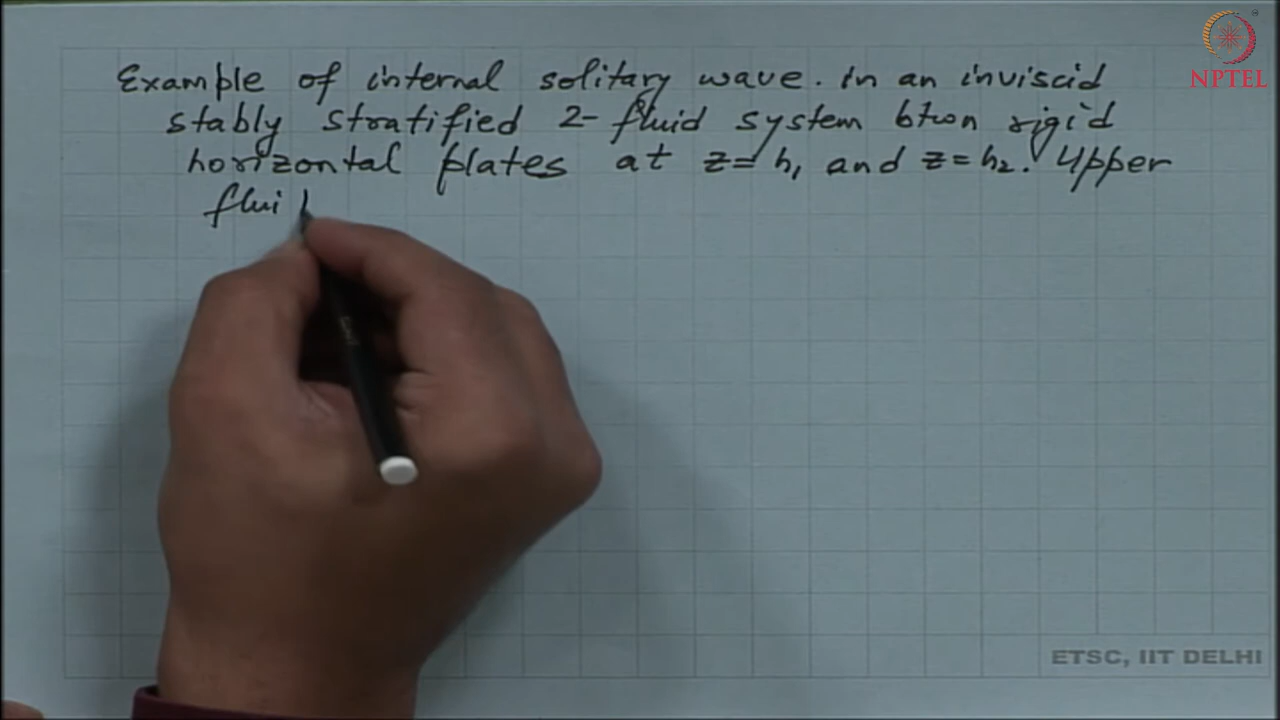 NPTEL
Example of internal solitary wave. In an inviscid
stably stratified 2-fluid system btwn rigid
horizontal plates at z=h₁ and z=h₂. Upper
flui
ETSC, IIT DELHI